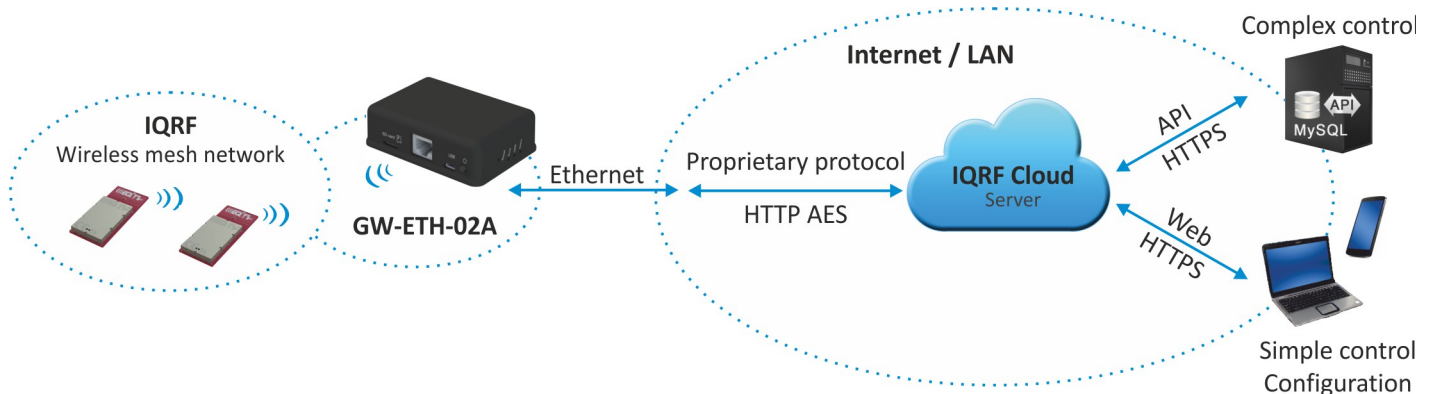 IQRF
Wireless mesh network
GW-ETH-02A
Ethernet
Internet / LAN
Proprietary protocol
HTTP AES
IQRF Cloud
Server
API
HTTPS
Web
HTTPS
Complex control
API
MySQL
Simple control
Configuration